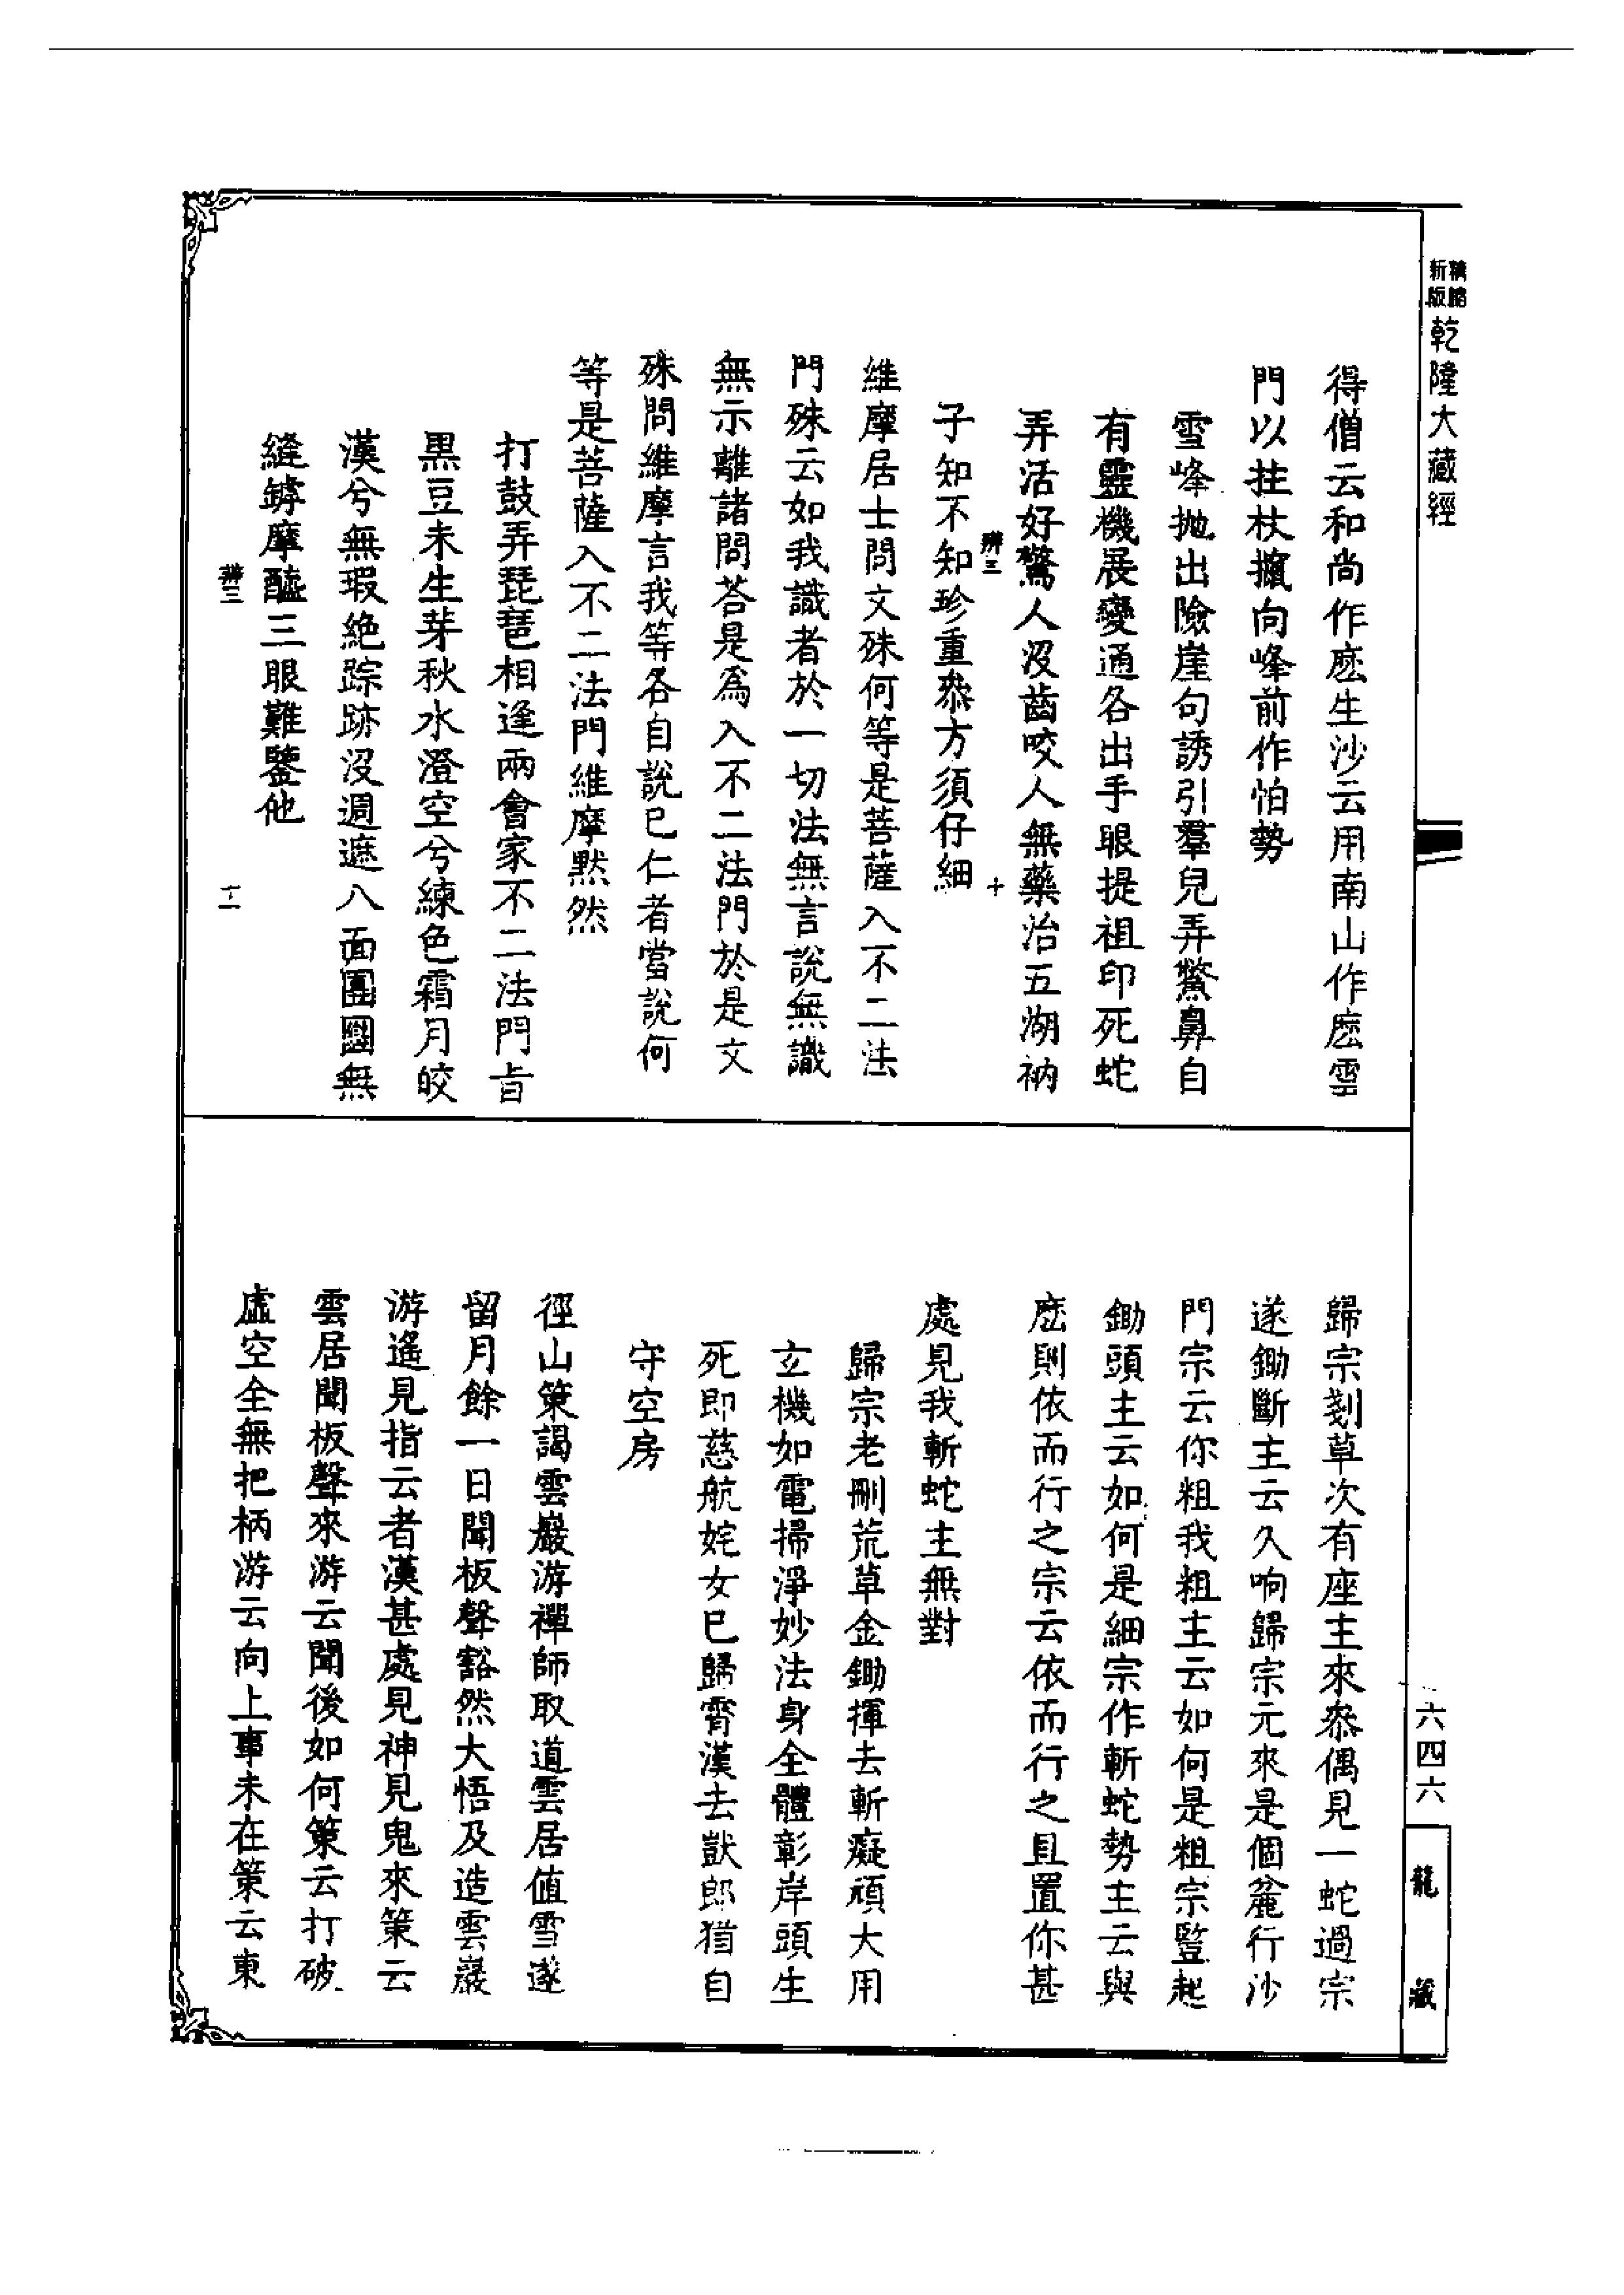 精縮
新版
乾隆大藏經
得僧云和尚作麽生沙云用南山作麽雲
門以拄杖攛向峰前作怕勢
雪峰拋出險崖句誘引羣兒弄鱉鼻自
有靈機展變通各出手眼提祖印死蛇
弄活好驚人沒齒咬人無藥治五湖衲
辨三
十
子知不知珍重叅方須仔細
維摩居士問文殊何等是菩薩入不二法
門殊云如我識者於一切法無言說無識
無示離諸問荅是爲入不二法門於是文
殊問維摩言我等各自說已仁者當說何
等是菩薩入不二法門維摩默然
打鼓弄琵琶相逢兩會家不二法門旨
黑豆未生芽秋水澄空兮練色霜月皎
漢兮無瑕絶踪跡沒週遮八面團圞無
縫罅摩醯三眼難鑒他
辨三
十一
歸宗剗草次有座主來叅偶見一蛇過宗
遂鋤斷主云久响歸宗元來是個麄行沙
門宗云你粗我粗主云如何是粗宗豎起
鋤頭主云如何是細宗作斬蛇勢主云與
麽則依而行之宗云依而行之且置你甚
處見我斬蛇主無對
歸宗老刪荒草金鋤揮去斬癡頑大用
玄機如電掃淨妙法身全體彰岸頭生
死即慈航姹女已歸霄漢去獃郎猶自
守空房
徑山策謁雲巖游禪師取道雲居值雪遂
留月餘一日聞板聲豁然大悟及造雲巖
游遙見指云者漢甚處見神見鬼來策云
雲居聞板聲來游云聞後如何策云打破
虛空全無把柄游云向上事未在策云東
六四六
龍藏